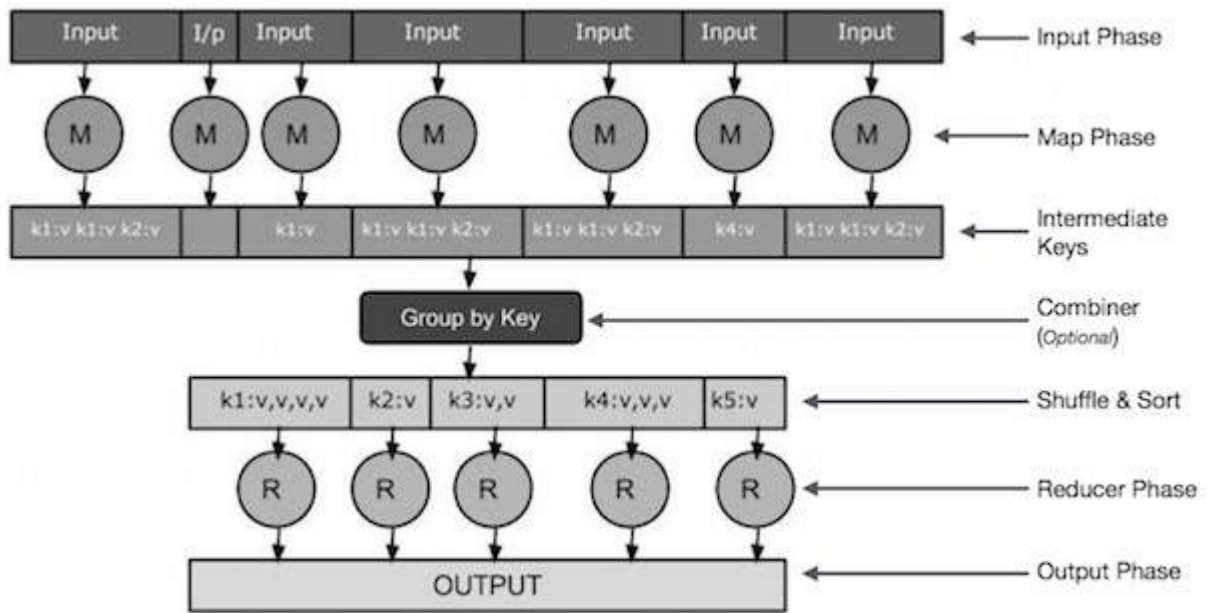 Input I/p Input Input Input Input Input
Input Phase
M M M M M M M
Map Phase
k1:v k1:v k2:v k1:v k1:v k1:v k2:v k1:v k1:v k2:v k4:v k1:v k1:v k2:v
Intermediate
Keys
Group by Key
Combiner
(Optional)
k1:v,v,v,v k2:v k3:v,v k4:v,v,v k5:v
Shuffle & Sort
R R R R R
Reducer Phase
OUTPUT
Output Phase